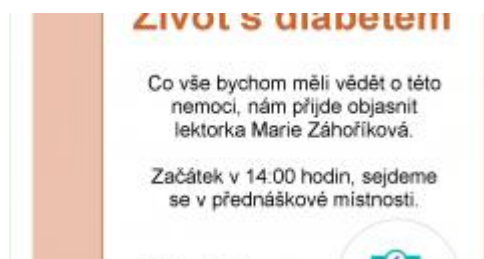 Život s diabetem
Co vše bychom měli vědět o této
nemoci, nám přijde objasnit
lektorka Marie Záhoříková.
Začátek v 14:00 hodin, sejdeme
se v přednáškové místnosti.